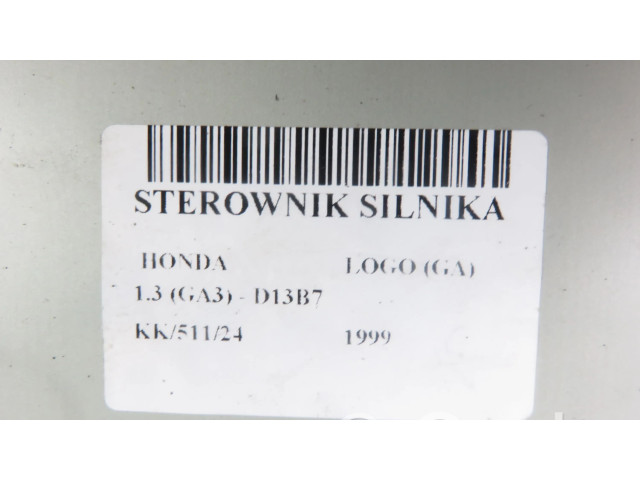 STEROWNIK SILNIKA
HONDA LOGO (GA)
1.3 (GA3) - D13B7
KK/511/24 1999